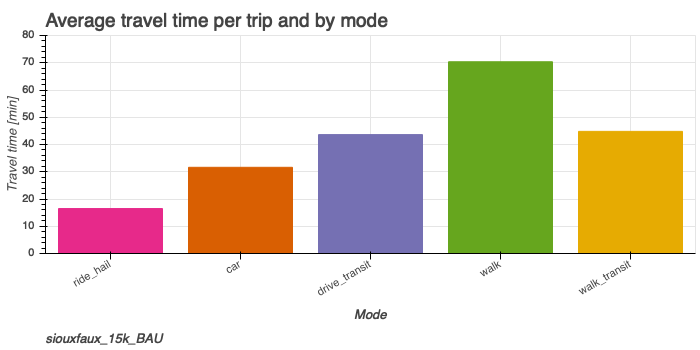 Average travel time per trip and by mode
80
70
60
50
40
30
20
10
0
Travel time [min]
ride_hail
car
drive_transit
walk
walk_transit
Mode
siouxfaux_15k_BAU